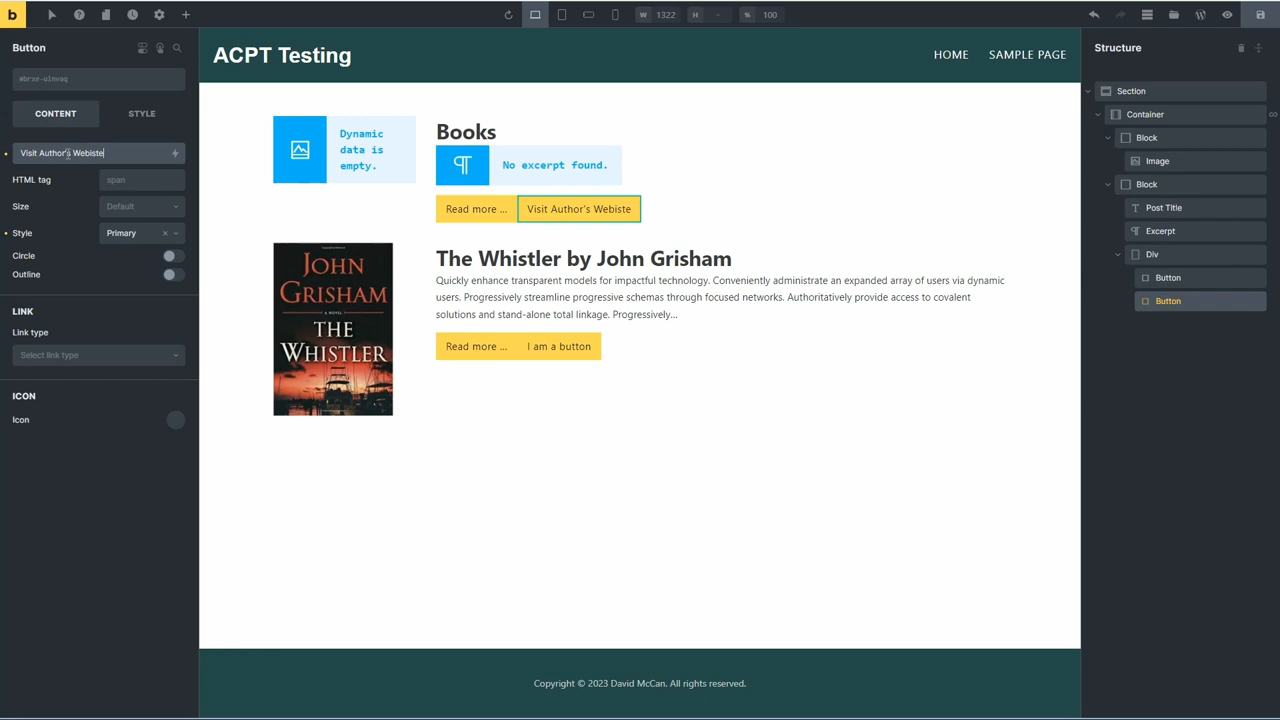 b
W 1322 H - % 100
Button
#brxe-ulnvaq
CONTENT STYLE
Visit Author's Webiste
HTML tag span
Size Default
Style Primary
Circle
Outline
LINK
Link type
Select link type
ICON
Icon
ACPT Testing
HOME SAMPLE PAGE
Dynamic
data is
empty.
Books
No excerpt found.
Read more ... Visit Author's Webiste
JOHN
GRISHAM
A NOVEL
THE
WHISTLER
The Whistler by John Grisham
Quickly enhance transparent models for impactful technology. Conveniently administrate an expanded array of users via dynamic
users. Progressively streamline progressive schemas through focused networks. Authoritatively provide access to covalent
solutions and stand-alone total linkage. Progressively...
Read more ... I am a button
Copyright © 2023 David McCan. All rights reserved.
Structure
Section
Container
Block
Image
Block
Post Title
Excerpt
Div
Button
Button